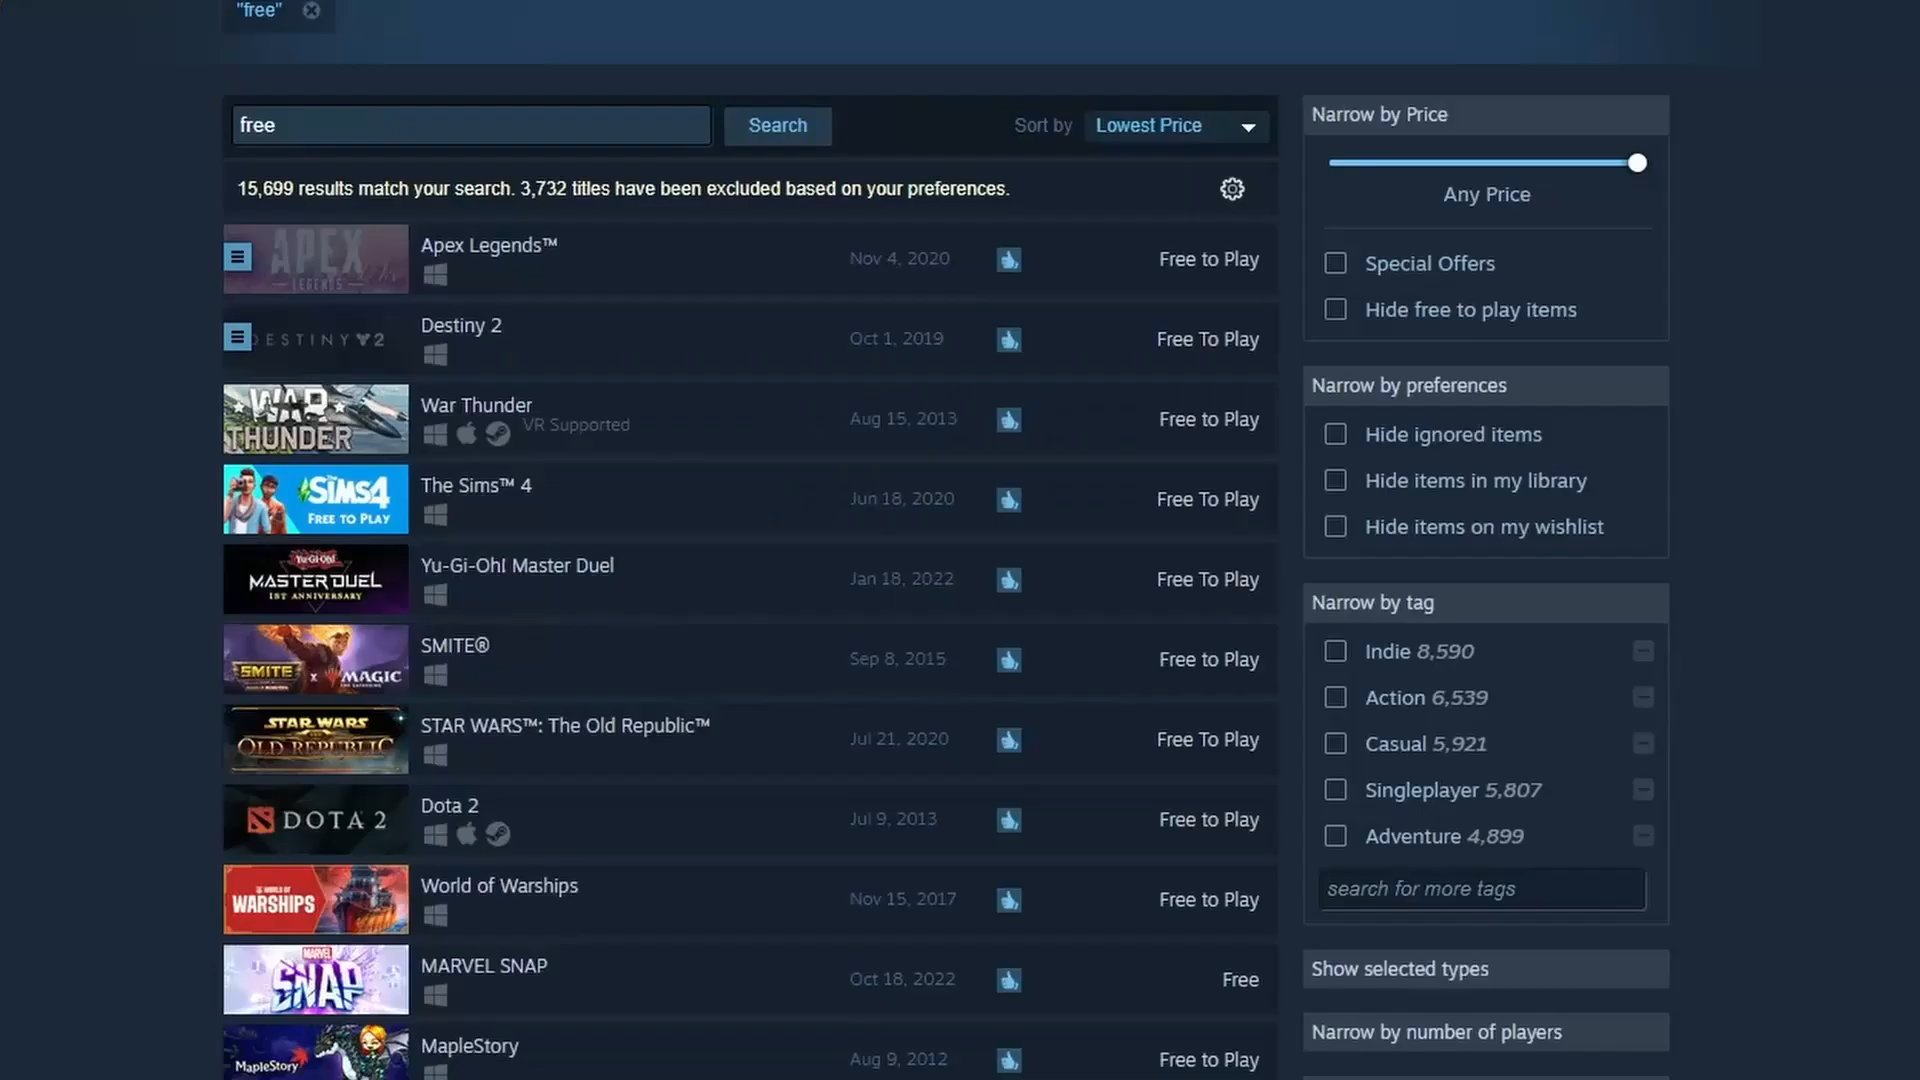 "free"
free
Search
Sort by
Lowest Price
15,699 results match your search. 3,732 titles have been excluded based on your preferences.
APEX
LEGENDS
Apex Legends™
Nov 4, 2020
Free to Play
DESTINY 2
Destiny 2
Oct 1, 2019
Free To Play
WAR
THUNDER
War Thunder
VR Supported
Aug 15, 2013
Free to Play
THE SIMS 4
FREE TO PLAY
The Sims™ 4
Jun 18, 2020
Free To Play
Yu-Gi-Oh!
MASTER DUEL
1ST ANNIVERSARY
Yu-Gi-Oh! Master Duel
Jan 18, 2022
Free To Play
SMITE x MAGIC
SMITE®
Sep 8, 2015
Free to Play
STAR WARS
THE
OLD REPUBLIC
STAR WARS™: The Old Republic™
Jul 21, 2020
Free To Play
DOTA 2
Dota 2
Jul 9, 2013
Free to Play
WORLD OF
WARSHIPS
World of Warships
Nov 15, 2017
Free to Play
MARVEL
SNAP
MARVEL SNAP
Oct 18, 2022
Free
MapleStory
MapleStory
Aug 9, 2012
Free to Play
Narrow by Price
Any Price
Special Offers
Hide free to play items
Narrow by preferences
Hide ignored items
Hide items in my library
Hide items on my wishlist
Narrow by tag
Indie 8,590
Action 6,539
Casual 5,921
Singleplayer 5,807
Adventure 4,899
search for more tags
Show selected types
Narrow by number of players